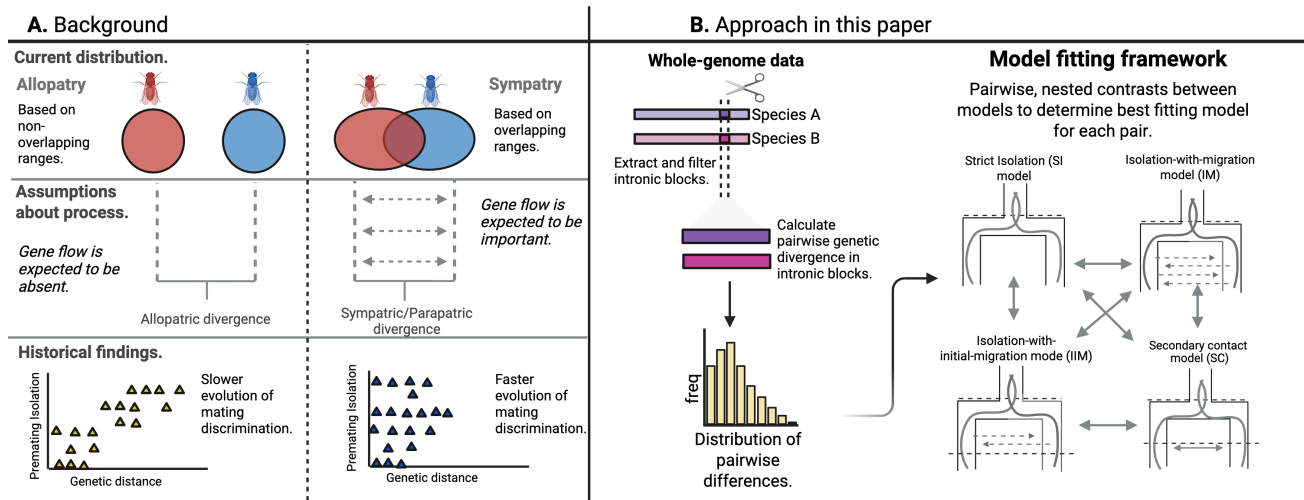 A. Background
Current distribution.
Allopatry
Based on
non-
overlapping
ranges.
Sympatry
Based on
overlapping
ranges.
Assumptions
about process.
Gene flow is
expected to be
absent.
Gene flow is
expected to be
important.
Allopatric divergence
Sympatric/Parapatric
divergence
Historical findings.
Premating Isolation
Genetic distance
Slower
evolution of
mating
discrimination.
Premating Isolation
Genetic distance
Faster
evolution of
mating
discrimination.
B. Approach in this paper
Whole-genome data
Species A
Species B
Extract and filter
intronic blocks.
Calculate
pairwise genetic
divergence in
intronic blocks.
freq
Distribution of
pairwise
differences.
Model fitting framework
Pairwise, nested contrasts between
models to determine best fitting model
for each pair.
Strict Isolation (SI
model
Isolation-with-migration
model (IM)
Isolation-with-
initial-migration mode (IIM)
Secondary contact
model (SC)